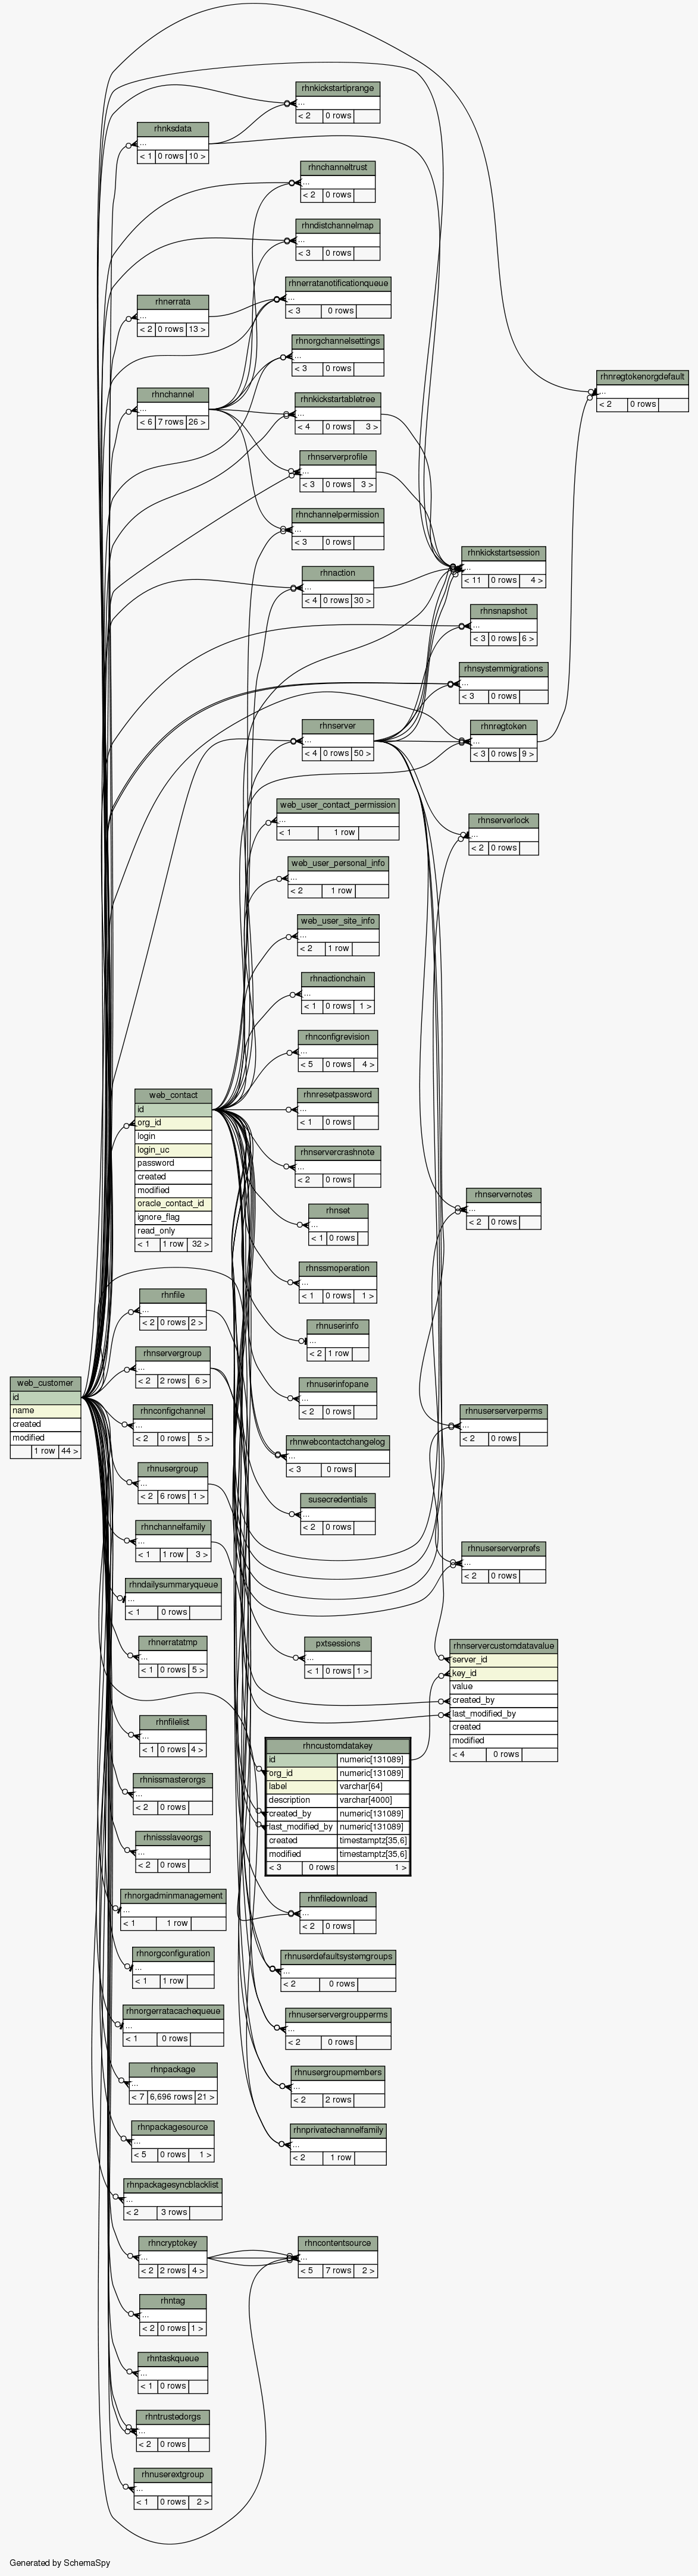 rhnkickstartiprange
...
< 2 0 rows
rhnksdata
...
< 1 0 rows 10 >
rhnchanneltrust
...
< 2 0 rows
rhndistchannelmap
...
< 3 0 rows
rhnerratanotificationqueue
...
< 3 0 rows
rhnerrata
...
< 2 0 rows 13 >
rhnorgchannelsettings
...
< 3 0 rows
rhnregtokenorgdefault
...
< 2 0 rows
rhnchannel
...
< 6 7 rows 26 >
rhnkickstartabletree
...
< 4 0 rows 3 >
rhnserverprofile
...
< 3 0 rows 3 >
rhnchannelpermission
...
< 3 0 rows
rhnkickstartsession
...
< 11 0 rows 4 >
rhnaction
...
< 4 0 rows 30 >
rhnsnapshot
...
< 3 0 rows 6 >
rhnsystemmigrations
...
< 3 0 rows
rhnserver
...
< 4 0 rows 50 >
rhnregtoken
...
< 3 0 rows 9 >
web_user_contact_permission
...
< 1 1 row
rhnserverlock
...
< 2 0 rows
web_user_personal_info
...
< 2 1 row
web_user_site_info
...
< 2 1 row
rhnactionchain
...
< 1 0 rows 1 >
rhnconfigrevision
...
< 5 0 rows 4 >
web_contact
id
org_id
login
login_uc
password
created
modified
oracle_contact_id
ignore_flag
read_only
< 1 1 row 32 >
rhnresetpassword
...
< 1 0 rows
rhnservercrashnote
...
< 2 0 rows
rhnservernotes
...
< 2 0 rows
rhnset
...
< 1 0 rows
rhnssmoperation
...
< 1 0 rows 1 >
rhnfile
...
< 2 0 rows 2 >
rhnuserinfo
...
< 2 1 row
rhnservergroup
...
< 2 2 rows 6 >
web_customer
id
name
created
modified
1 row 44 >
rhnuserinfopane
...
< 2 0 rows
rhnconfigchannel
...
< 2 0 rows 5 >
rhnuserserverperms
...
< 2 0 rows
rhnwebcontactchangelog
...
< 3 0 rows
rhnusergroup
...
< 2 6 rows 1 >
susecredentials
...
< 2 0 rows
rhnchannelfamily
...
< 1 1 row 3 >
rhnuserserverprefs
...
< 2 0 rows
rhndailysummaryqueue
...
< 1 0 rows
rhnerratatmp
...
< 1 0 rows 5 >
pxtsessions
...
< 1 0 rows 1 >
rhnservercustomdatavalue
server_id
key_id
value
created_by
last_modified_by
created
modified
< 4 0 rows
rhnfilelist
...
< 1 0 rows 4 >
rhncustomdatakey
id numeric[131089]
org_id numeric[131089]
label varchar[64]
description varchar[4000]
created_by numeric[131089]
last_modified_by numeric[131089]
created timestamptz[35,6]
modified timestamptz[35,6]
< 3 0 rows 1 >
rhnissmasterorgs
...
< 2 0 rows
rhnissslaveorgs
...
< 2 0 rows
rhnorgadminmanagement
...
< 1 1 row
rhnfiledownload
...
< 2 0 rows
rhnorgconfiguration
...
< 1 1 row
rhnuserdefaultsystemgroups
...
< 2 0 rows
rhnorgerratacachequeue
...
< 1 0 rows
rhnuserservergroupperms
...
< 2 0 rows
rhnpackage
...
< 7 6,696 rows 21 >
rhnusergroupmembers
...
< 2 2 rows
rhnpackagesource
...
< 5 0 rows 1 >
rhnprivatechannelfamily
...
< 2 1 row
rhnpackagesyncblacklist
...
< 2 3 rows
rhncryptokey
...
< 2 2 rows 4 >
rhncontentsource
...
< 5 7 rows 2 >
rhntag
...
< 2 0 rows 1 >
rhntaskqueue
...
< 1 0 rows
rhntrustedorgs
...
< 2 0 rows
rhnuserextgroup
...
< 1 0 rows 2 >
Generated by SchemaSpy